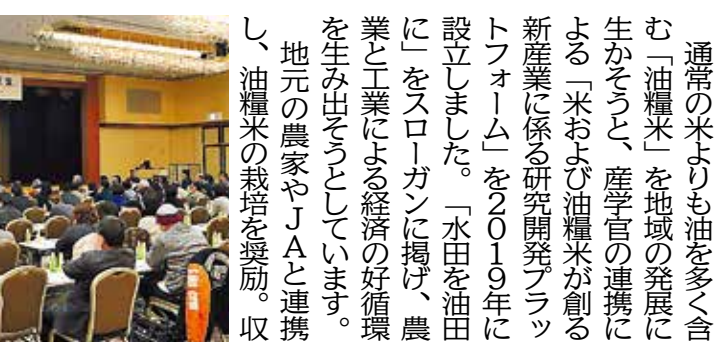 通常の米よりも油を多く含
む「油糧米」を地域の発展に
生かそうと、産学官の連携に
よる「米および油糧米が創る
新産業に係る研究開発プラッ
トフォーム」を2019年に
設立しました。「水田を油田
に」をスローガンに掲げ、農
業と工業による経済の好循環
を生み出そうとしています。
地元の農家やJAと連携
し、油糧米の栽培を奨励。収